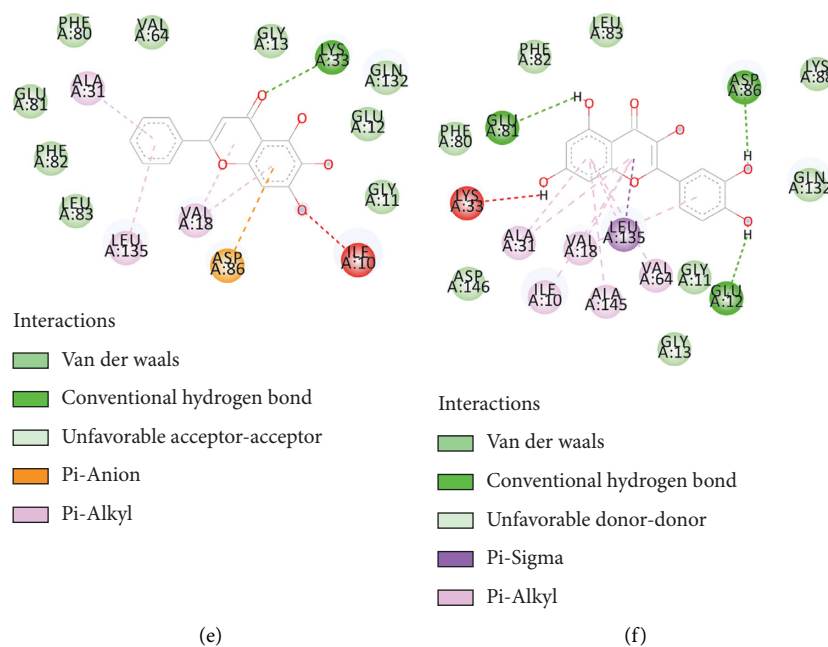 PHE
A:80
VAL
A:64
GLY
A:13
LYS
A:33
GLN
A:132
ALA
A:31
GLU
A:81
GLU
A:12
PHE
A:82
GLY
A:11
LEU
A:83
VAL
A:18
LEU
A:135
ASP
A:86
ILE
A:10
O
O
O
O
O
Interactions
Van der waals
Conventional hydrogen bond
Unfavorable acceptor-acceptor
Pi-Anion
Pi-Alkyl
(e)
LEU
A:83
PHE
A:82
ASP
A:86
GLU
A:81
PHE
A:80
GLN
A:132
LYS
A:33
ALA
A:31
VAL
A:18
LEU
A:135
VAL
A:64
GLY
A:11
GLU
A:12
ASP
A:146
ILE
A:10
ALA
A:145
GLY
A:13
H
O
O
O
H
O
H
O
O
H
O
H
Interactions
Van der waals
Conventional hydrogen bond
Unfavorable donor-donor
Pi-Sigma
Pi-Alkyl
(f)